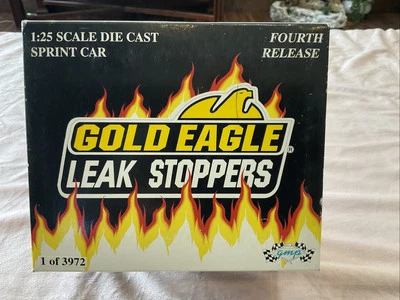 1:25 SCALE DIE CAST
SPRINT CAR
FOURTH
RELEASE
GOLD EAGLE
®
LEAK STOPPERS
1 of 3972
gmp